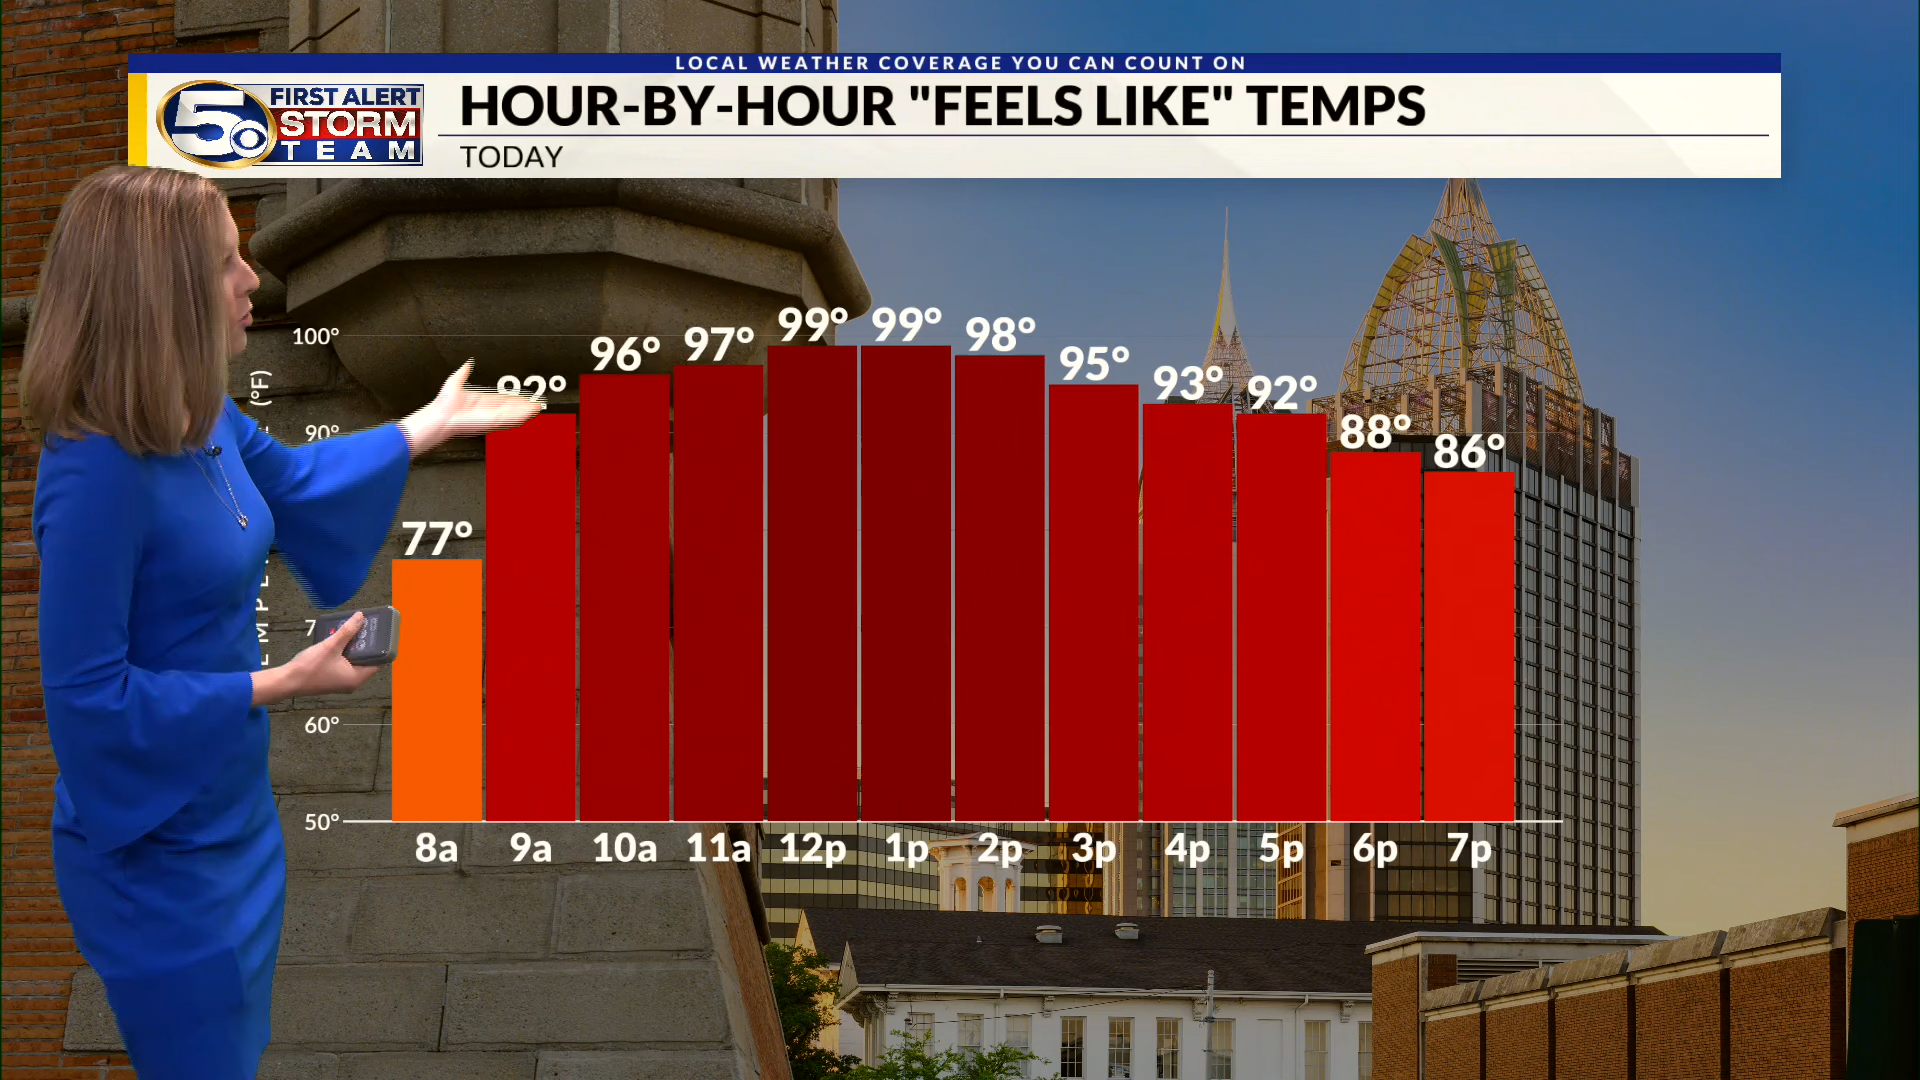 LOCAL WEATHER COVERAGE YOU CAN COUNT ON
5 FIRST ALERT
STORM
TEAM
HOUR-BY-HOUR "FEELS LIKE" TEMPS
TODAY
77° 92° 96° 97° 99° 99° 98° 95° 93° 92° 88° 86°
100°
90°
60°
50°
(°F)
8a 9a 10a 11a 12p 1p 2p 3p 4p 5p 6p 7p